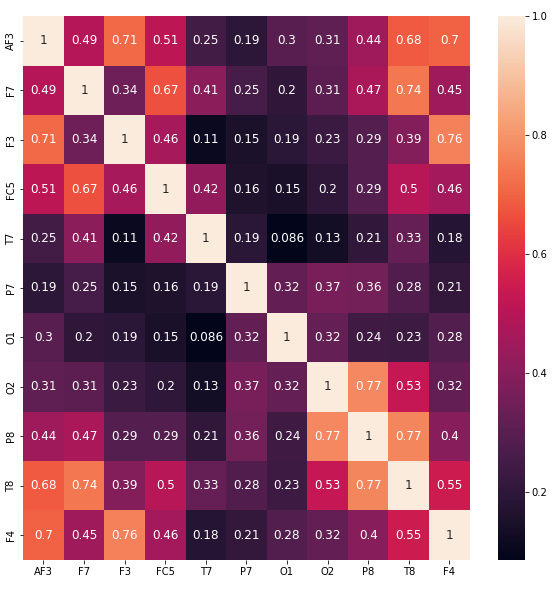 AF3 1 0.49 0.71 0.51 0.25 0.19 0.3 0.31 0.44 0.68 0.7
F7 0.49 1 0.34 0.67 0.41 0.25 0.2 0.31 0.47 0.74 0.45
F3 0.71 0.34 1 0.46 0.11 0.15 0.19 0.23 0.29 0.39 0.76
FC5 0.51 0.67 0.46 1 0.42 0.16 0.15 0.2 0.29 0.5 0.46
T7 0.25 0.41 0.11 0.42 1 0.19 0.086 0.13 0.21 0.33 0.18
P7 0.19 0.25 0.15 0.16 0.19 1 0.32 0.37 0.36 0.28 0.21
O1 0.3 0.2 0.19 0.15 0.086 0.32 1 0.32 0.24 0.23 0.28
O2 0.31 0.31 0.23 0.2 0.13 0.37 0.32 1 0.77 0.53 0.32
P8 0.44 0.47 0.29 0.29 0.21 0.36 0.24 0.77 1 0.77 0.4
T8 0.68 0.74 0.39 0.5 0.33 0.28 0.23 0.53 0.77 1 0.55
F4 0.7 0.45 0.76 0.46 0.18 0.21 0.28 0.32 0.4 0.55 1
AF3 F7 F3 FC5 T7 P7 O1 O2 P8 T8 F4
1.0
0.8
0.6
0.4
0.2